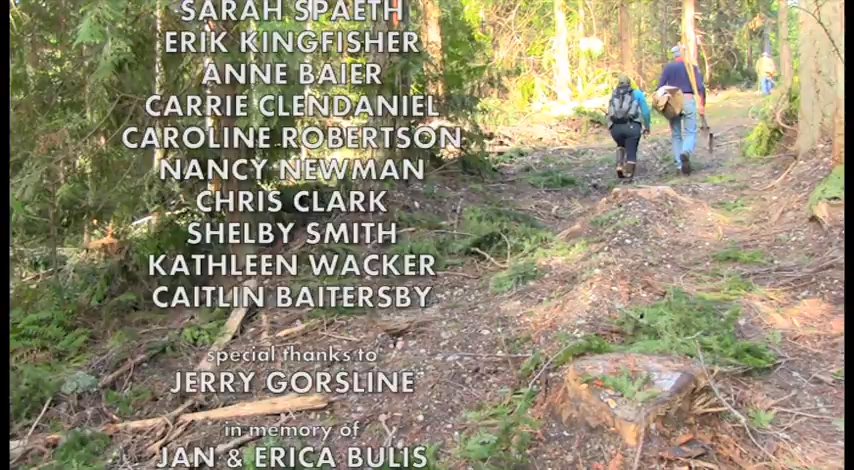 SARAH SPAETH
ERIK KINGFISHER
ANNE BAIER
CARRIE CLENDANIEL
CAROLINE ROBERTSON
NANCY NEWMAN
CHRIS CLARK
SHELBY SMITH
KATHLEEN WACKER
CAITLIN BAITERSBY
special thanks to
JERRY GORSLINE
in memory of
JAN & ERICA BULIS